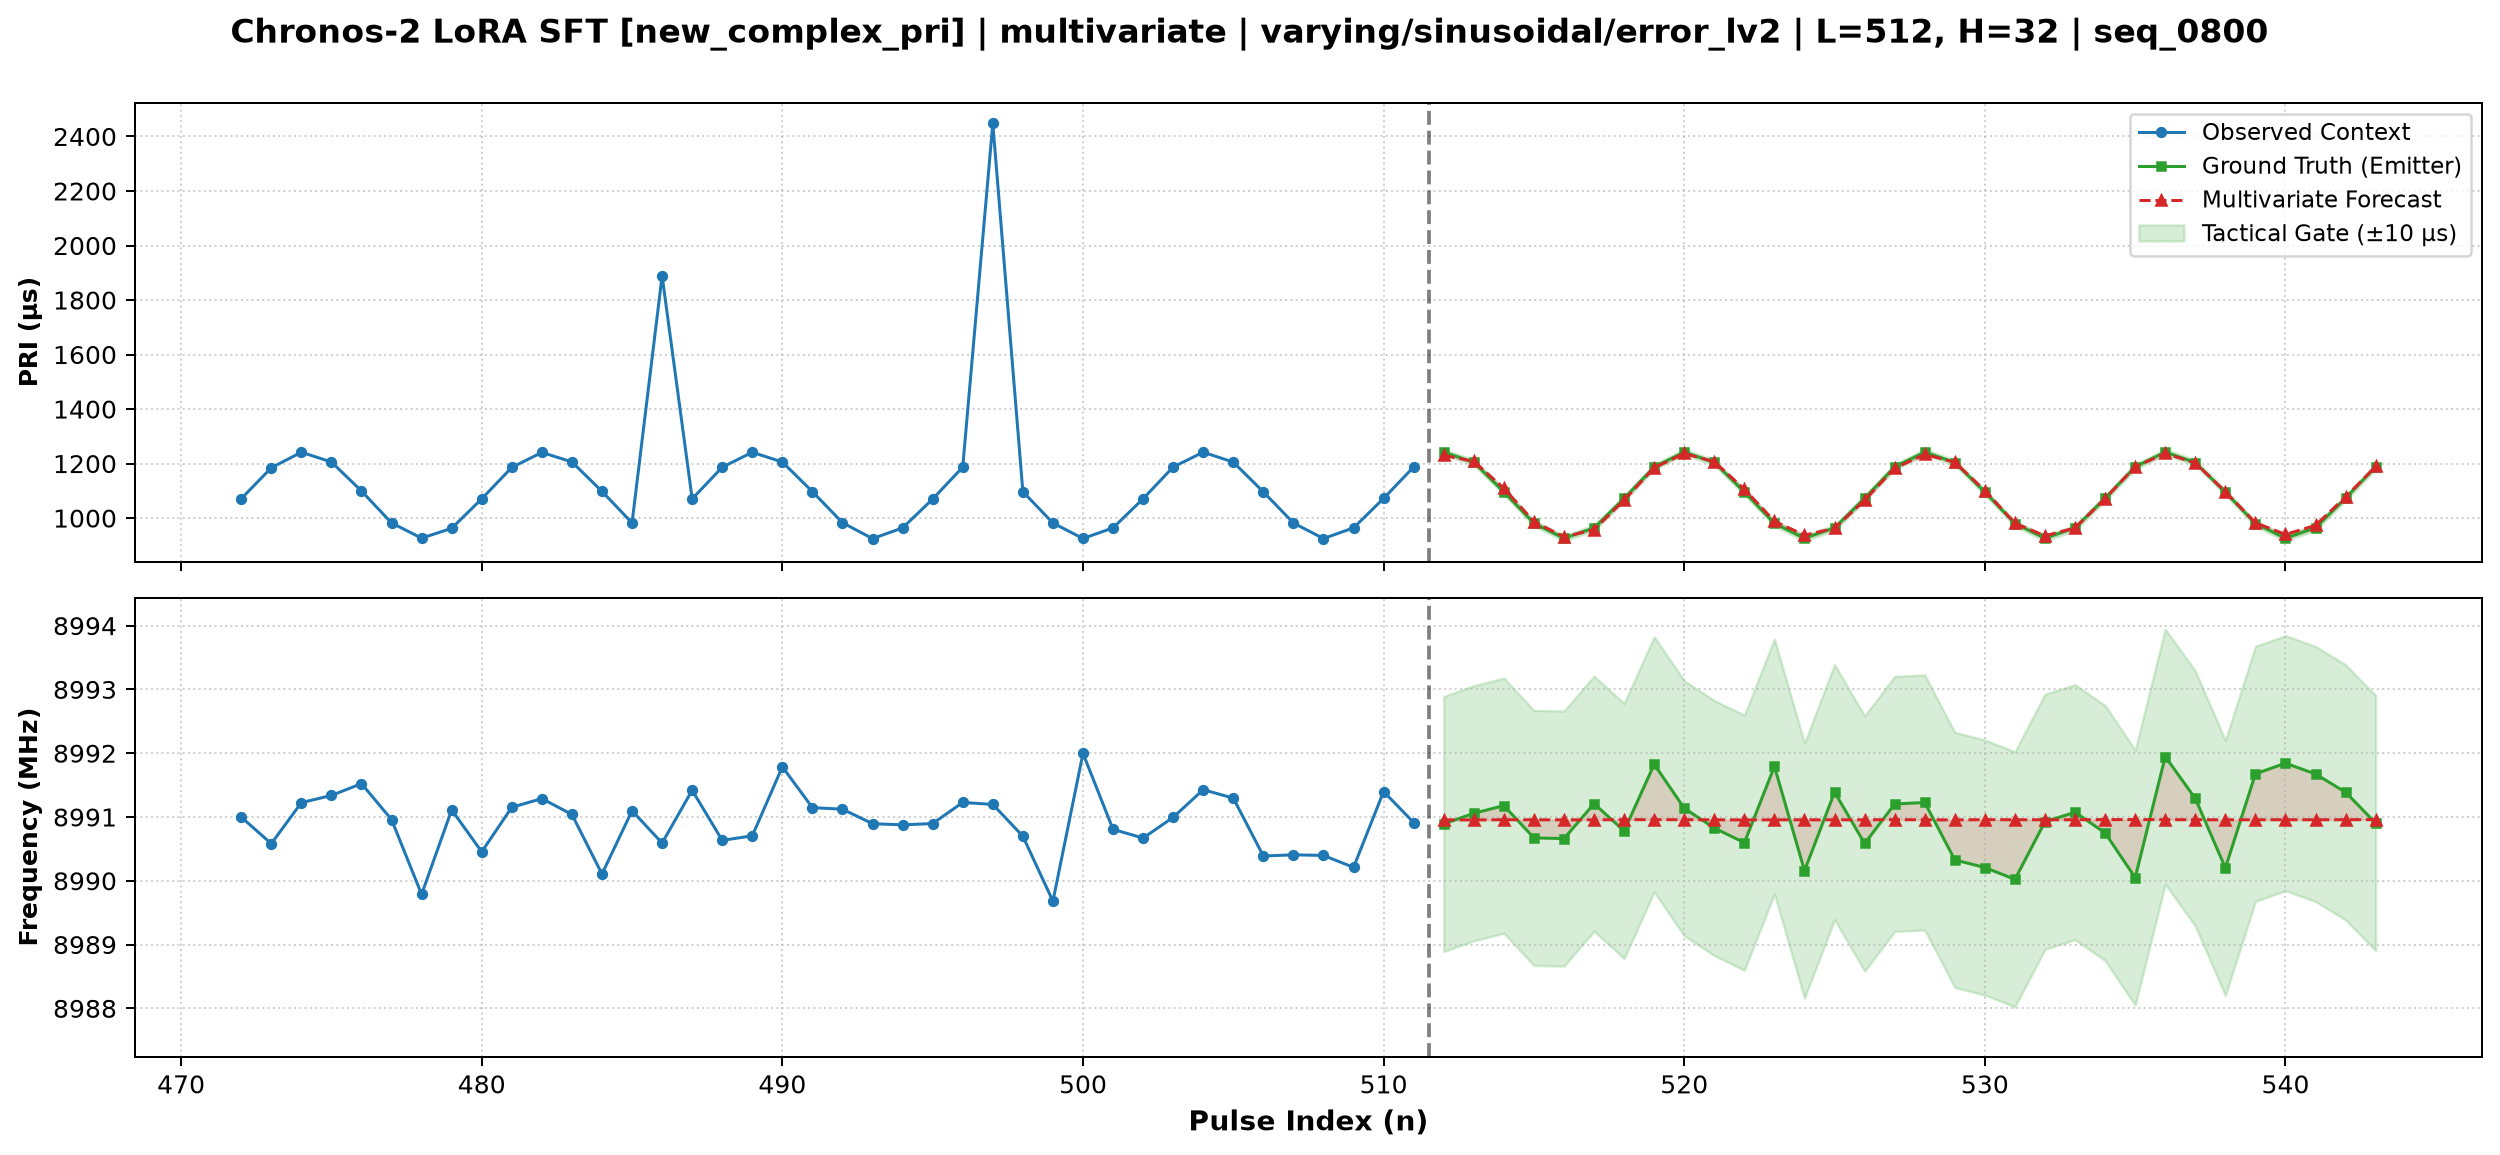 Chronos-2 LoRA SFT [new_complex_pri] | multivariate | varying/sinusoidal/error_lv2 | L=512, H=32 | seq_0800
2400
2200
2000
1800
1600
1400
1200
1000
PRI (µs)
Observed Context
Ground Truth (Emitter)
Multivariate Forecast
Tactical Gate (±10 µs)
8994
8993
8992
8991
8990
8989
8988
Frequency (MHz)
470 480 490 500 510 520 530 540
Pulse Index (n)